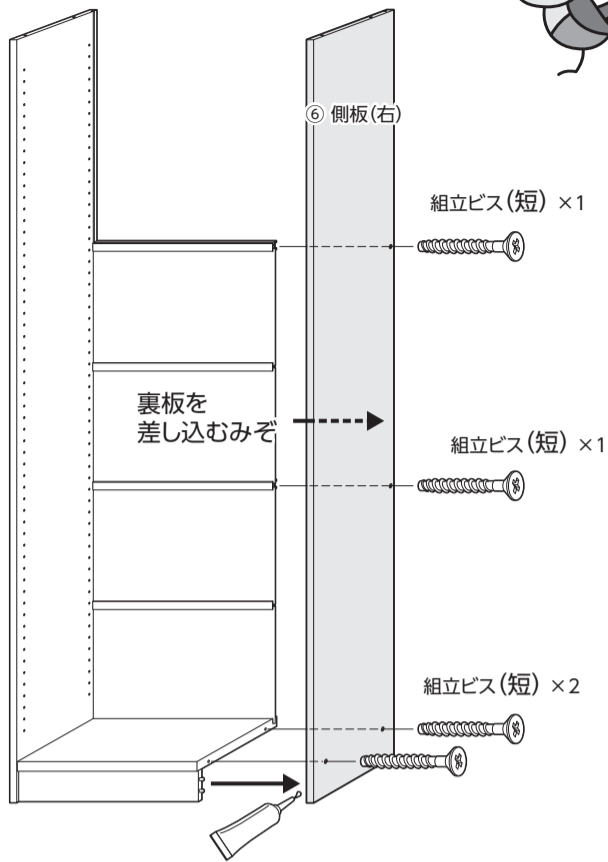 ⑥ 側板(右)
組立ビス(短) ×1
裏板を
差し込むみぞ
組立ビス(短) ×1
組立ビス(短) ×2